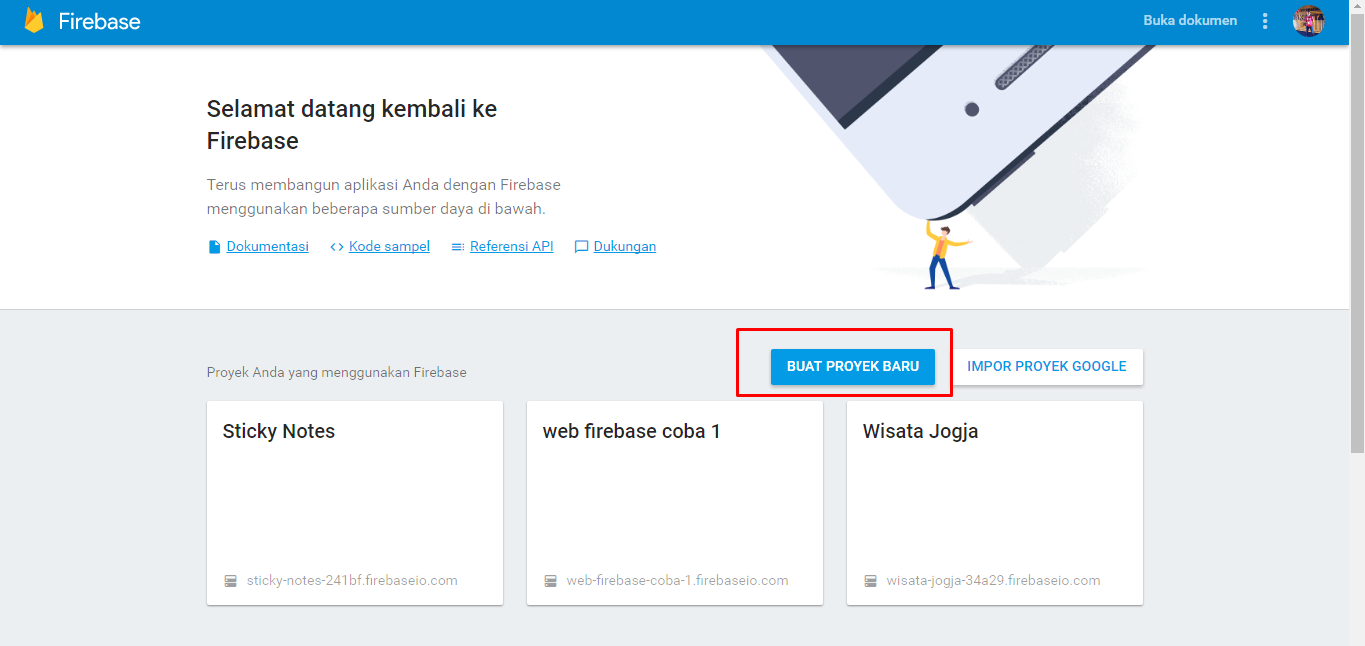 Firebase
Buka dokumen
Selamat datang kembali ke
Firebase
Terus membangun aplikasi Anda dengan Firebase
menggunakan beberapa sumber daya di bawah.
Dokumentasi Kode sampel Referensi API Dukungan
Proyek Anda yang menggunakan Firebase
BUAT PROYEK BARU
IMPOR PROYEK GOOGLE
Sticky Notes
sticky-notes-241bf.firebaseio.com
web firebase coba 1
web-firebase-coba-1.firebaseio.com
Wisata Jogja
wisata-jogja-34a29.firebaseio.com